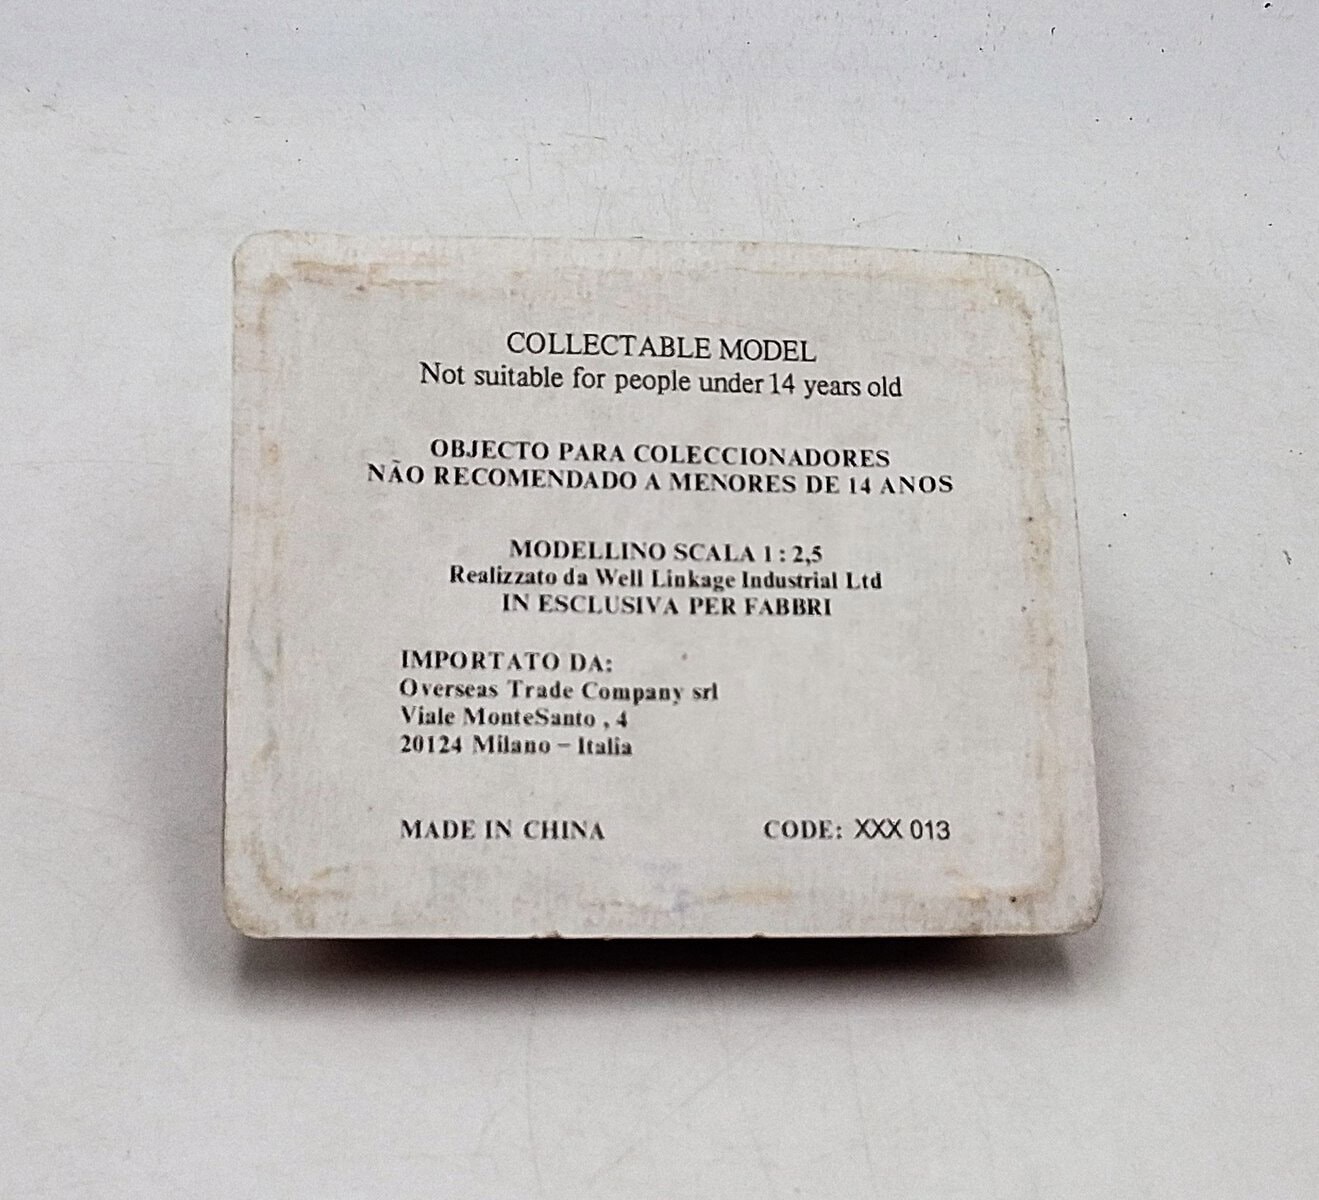 COLLECTABLE MODEL
Not suitable for people under 14 years old
OBJECTO PARA COLECCIONADORES
NÃO RECOMENDADO A MENORES DE 14 ANOS
MODELLINO SCALA 1 : 2,5
Realizzato da Well Linkage Industrial Ltd
IN ESCLUSIVA PER FABBRI
IMPORTATO DA:
Overseas Trade Company srl
Viale MonteSanto , 4
20124 Milano – Italia
MADE IN CHINA CODE: XXX 013